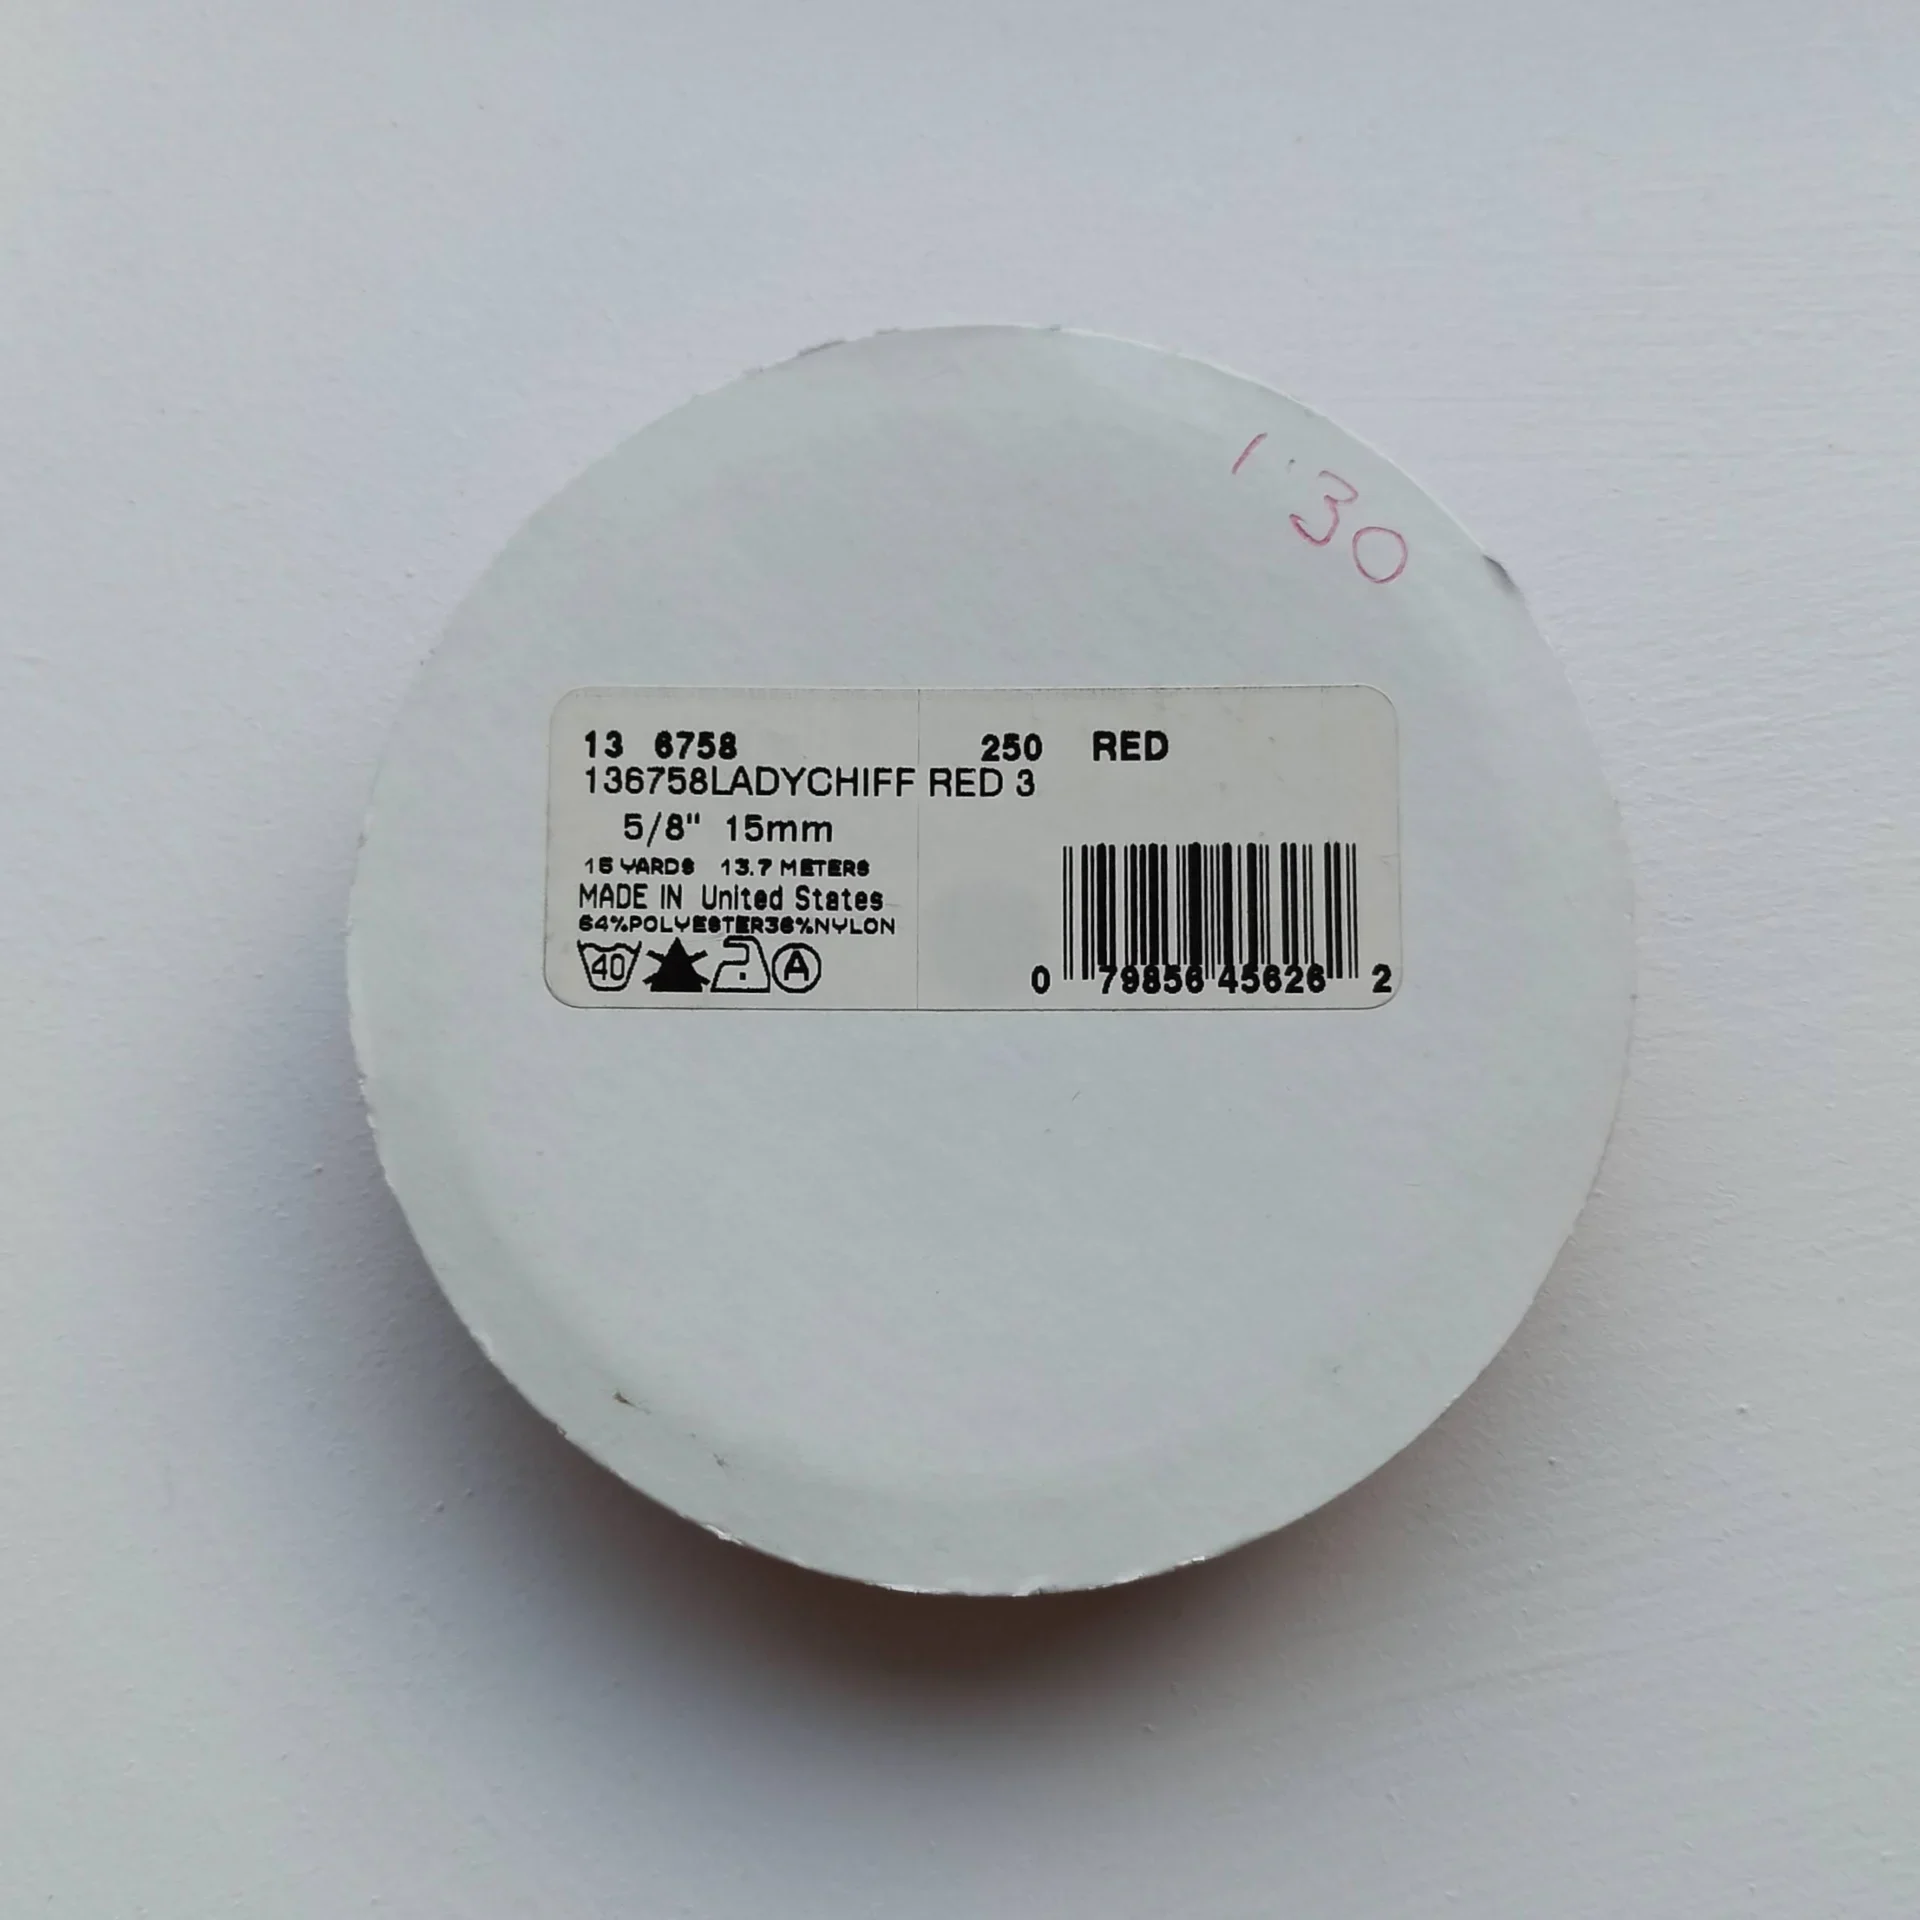 1.30
13 6758 250 RED
136758LADYCHIFF RED 3
5/8" 15mm
15 YARDS 13.7 METERS
MADE IN United States
64%POLYESTER36%NYLON
40 A
0 79856 45626 2